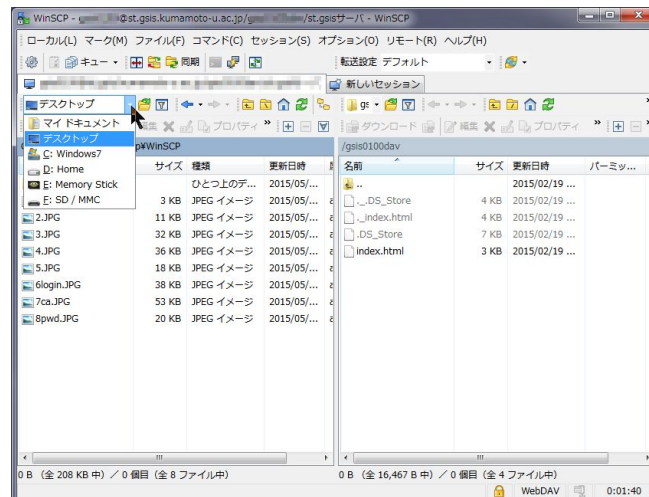 WinSCP - @st.gsis.kumamoto-u.ac.jp/ /st.gsisサーバ - WinSCP
ローカル(L) マーク(M) ファイル(F) コマンド(C) セッション(S) オプション(O) リモート(R) ヘルプ(H)
キュー 同期 転送設定 デフォルト
新しいセッション
デスクトップ gs
マイ ドキュメント 編集 プロパティ » ダウンロード 編集 プロパティ »
デスクトップ
C: Windows7 p¥WinSCP /gsis0100dav
D: Home サイズ 種類 更新日時 名前 サイズ 更新日時 パーミッ...
E: Memory Stick ひとつ上のデ... 2015/05/... .. 2015/02/19 ...
F: SD / MMC 3 KB JPEG イメージ 2015/05/... ._.DS_Store 4 KB 2015/02/19 ...
2.JPG 11 KB JPEG イメージ 2015/05/... ._index.html 4 KB 2015/02/19 ...
3.JPG 32 KB JPEG イメージ 2015/05/... .DS_Store 7 KB 2015/02/19 ...
4.JPG 36 KB JPEG イメージ 2015/05/... index.html 3 KB 2015/02/19 ...
5.JPG 18 KB JPEG イメージ 2015/05/...
6login.JPG 38 KB JPEG イメージ 2015/05/...
7ca.JPG 53 KB JPEG イメージ 2015/05/...
8pwd.JPG 20 KB JPEG イメージ 2015/05/...
0 B (全 208 KB 中) / 0 個目 (全 8 ファイル中) 0 B (全 16,467 B 中) / 0 個目 (全 4 ファイル中)
WebDAV 0:01:40